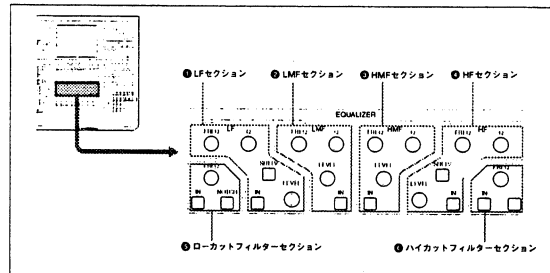 ❶LFセクション ❷LMFセクション ❸HMFセクション ❹HFセクション
EQUALIZER
LF LMF HMF HF
FREQ Q FREQ Q FREQ Q FREQ Q
FREQ SHELV LEVEL LEVEL SHELV FREQ
LEVEL LEVEL
IN NOTCH IN IN IN IN IN
❺ローカットフィルターセクション ❻ハイカットフィルターセクション